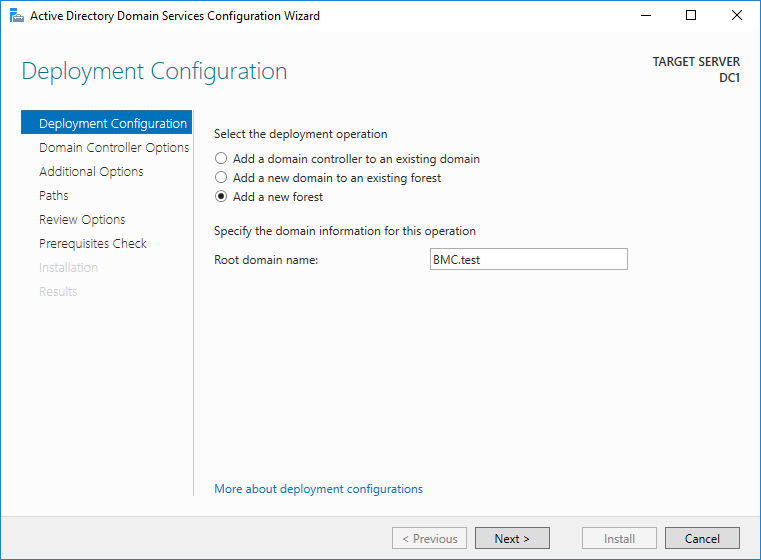 Active Directory Domain Services Configuration Wizard
Deployment Configuration
TARGET SERVER
DC1
Deployment Configuration
Domain Controller Options
Additional Options
Paths
Review Options
Prerequisites Check
Installation
Results
Select the deployment operation
Add a domain controller to an existing domain
Add a new domain to an existing forest
Add a new forest
Specify the domain information for this operation
Root domain name: BMC.test
More about deployment configurations
< Previous Next > Install Cancel